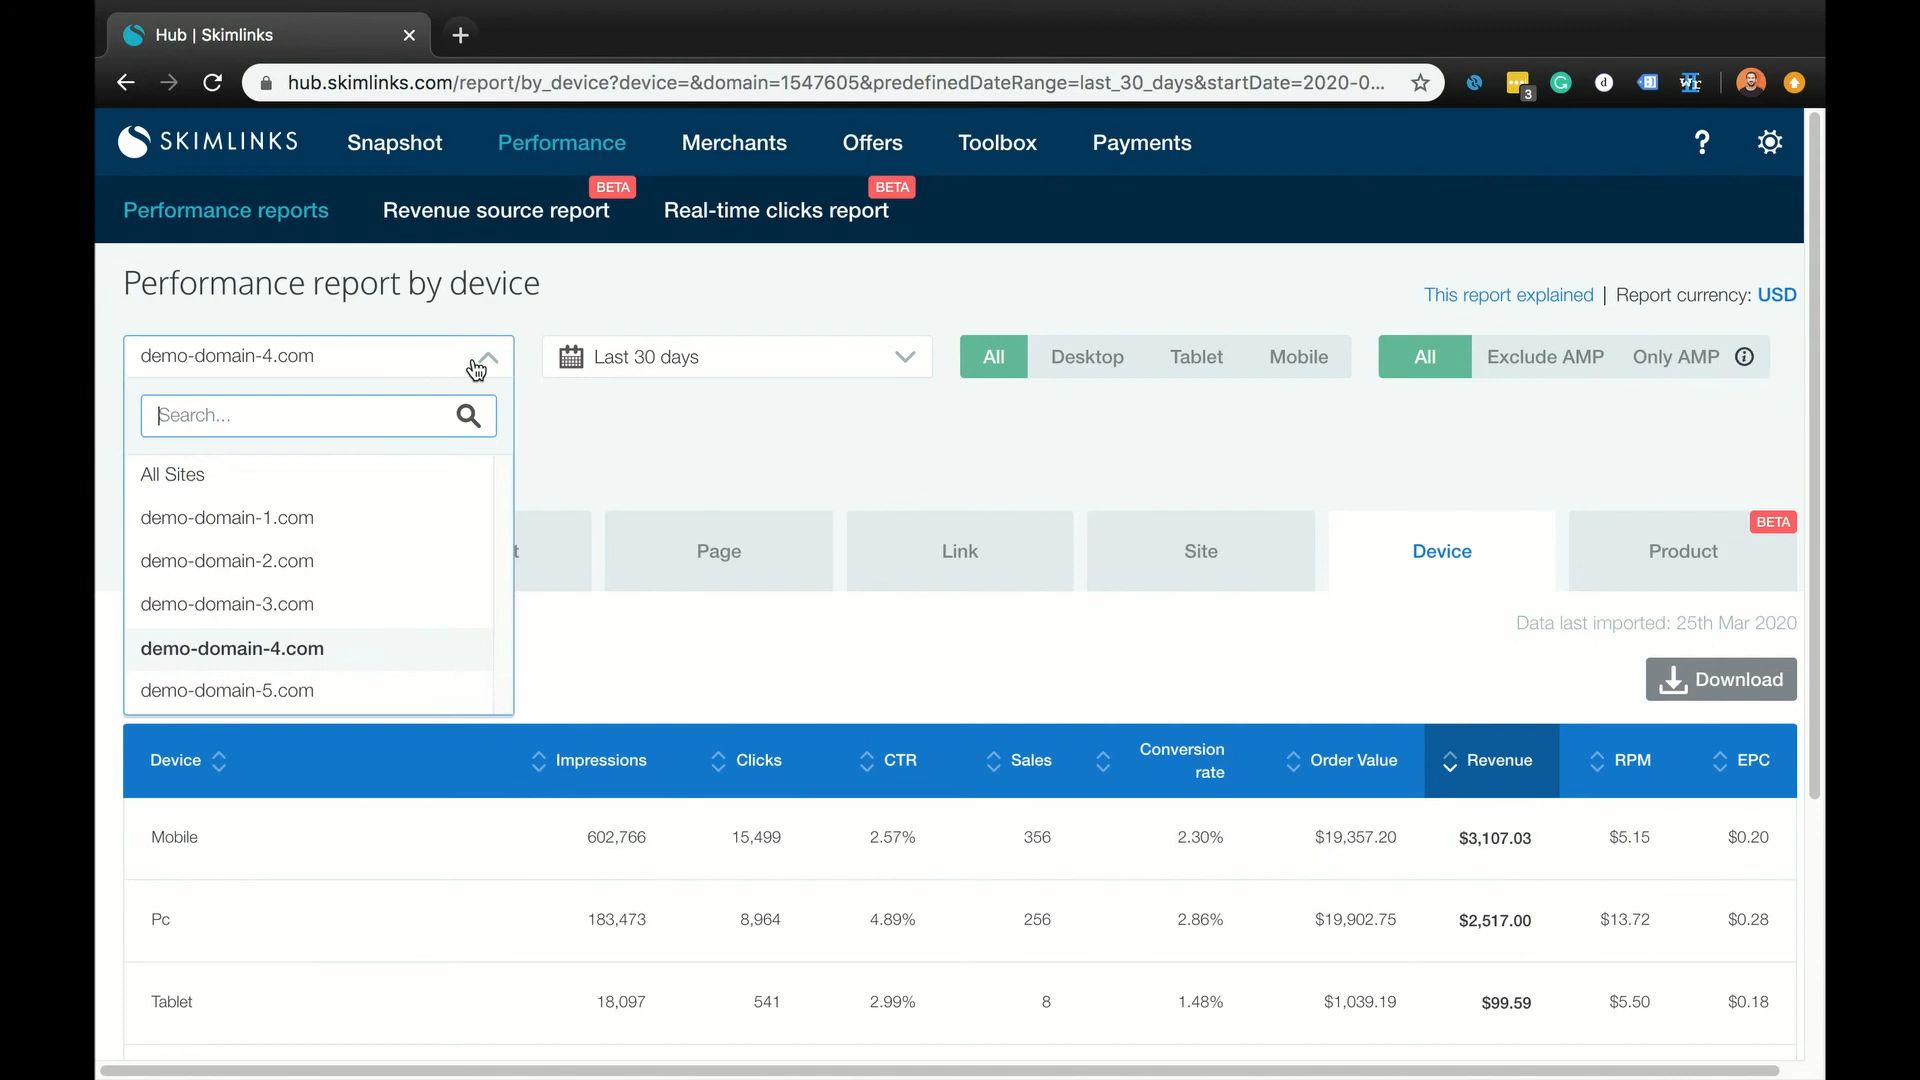 Hub | Skimlinks
hub.skimlinks.com/report/by_device?device=&domain=1547605&predefinedDateRange=last_30_days&startDate=2020-0...
3
SKIMLINKS Snapshot Performance Merchants Offers Toolbox Payments ?
BETA BETA
Performance reports Revenue source report Real-time clicks report
Performance report by device
This report explained | Report currency: USD
demo-domain-4.com Last 30 days All Desktop Tablet Mobile All Exclude AMP Only AMP
Search...
All Sites
demo-domain-1.com
demo-domain-2.com
demo-domain-3.com
demo-domain-4.com
demo-domain-5.com
t Page Link Site Device Product BETA
Data last imported: 25th Mar 2020
Download
Device Impressions Clicks CTR Sales Conversion rate Order Value Revenue RPM EPC
Mobile 602,766 15,499 2.57% 356 2.30% $19,357.20 $3,107.03 $5.15 $0.20
Pc 183,473 8,964 4.89% 256 2.86% $19,902.75 $2,517.00 $13.72 $0.28
Tablet 18,097 541 2.99% 8 1.48% $1,039.19 $99.59 $5.50 $0.18